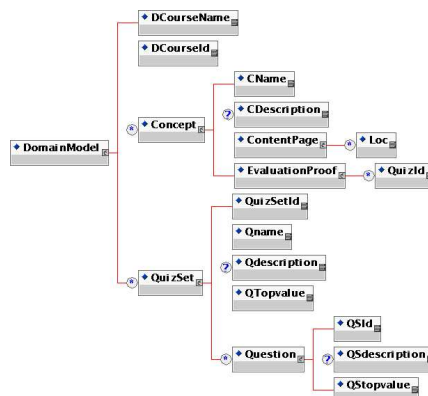 DCourseName
DCourseId
CName
CDescription
Concept
ContentPage
Loc
DomainModel
EvaluationProof
QuizId
QuizSetId
Qname
Qdescription
QuizSet
QTopvalue
QSId
Question
QSdescription
QStopvalue